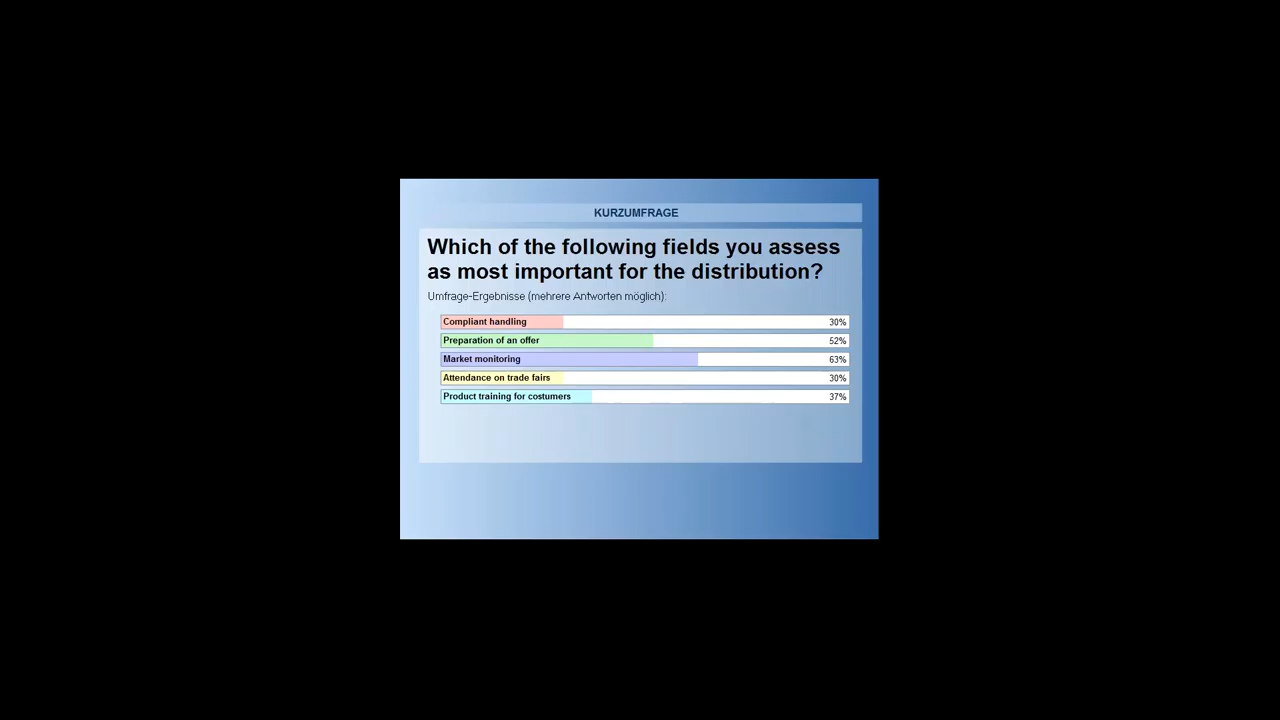 KURZUMFRAGE
Which of the following fields you assess
as most important for the distribution?
Umfrage-Ergebnisse (mehrere Antworten möglich):
Compliant handling 30%
Preparation of an offer 52%
Market monitoring 63%
Attendance on trade fairs 30%
Product training for costumers 37%